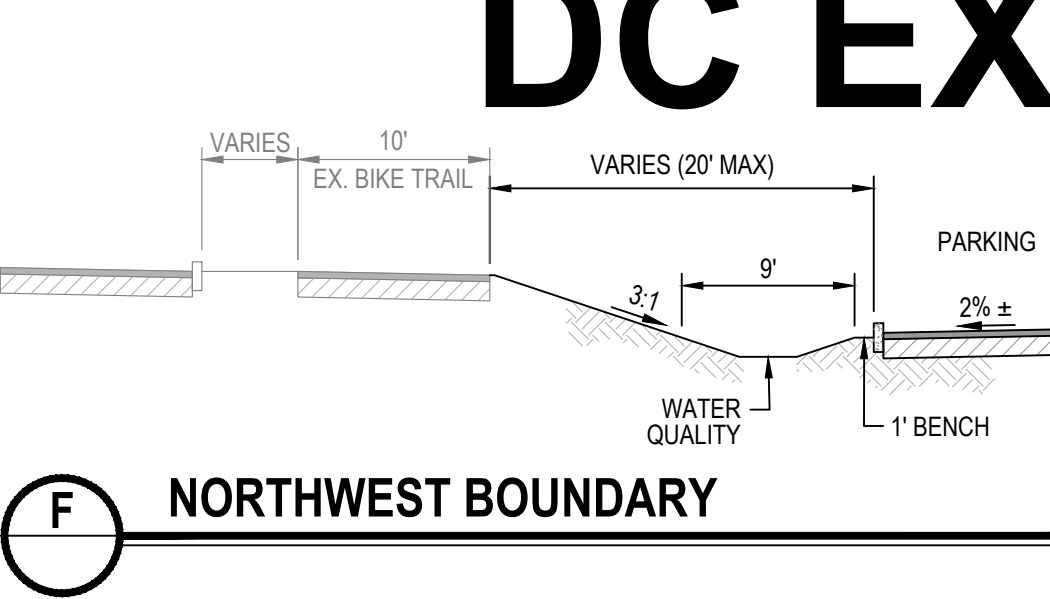 DC EX
VARIES
10'
EX. BIKE TRAIL
VARIES (20' MAX)
PARKING
9'
3:1
2% ±
WATER
QUALITY
1' BENCH
F
NORTHWEST BOUNDARY